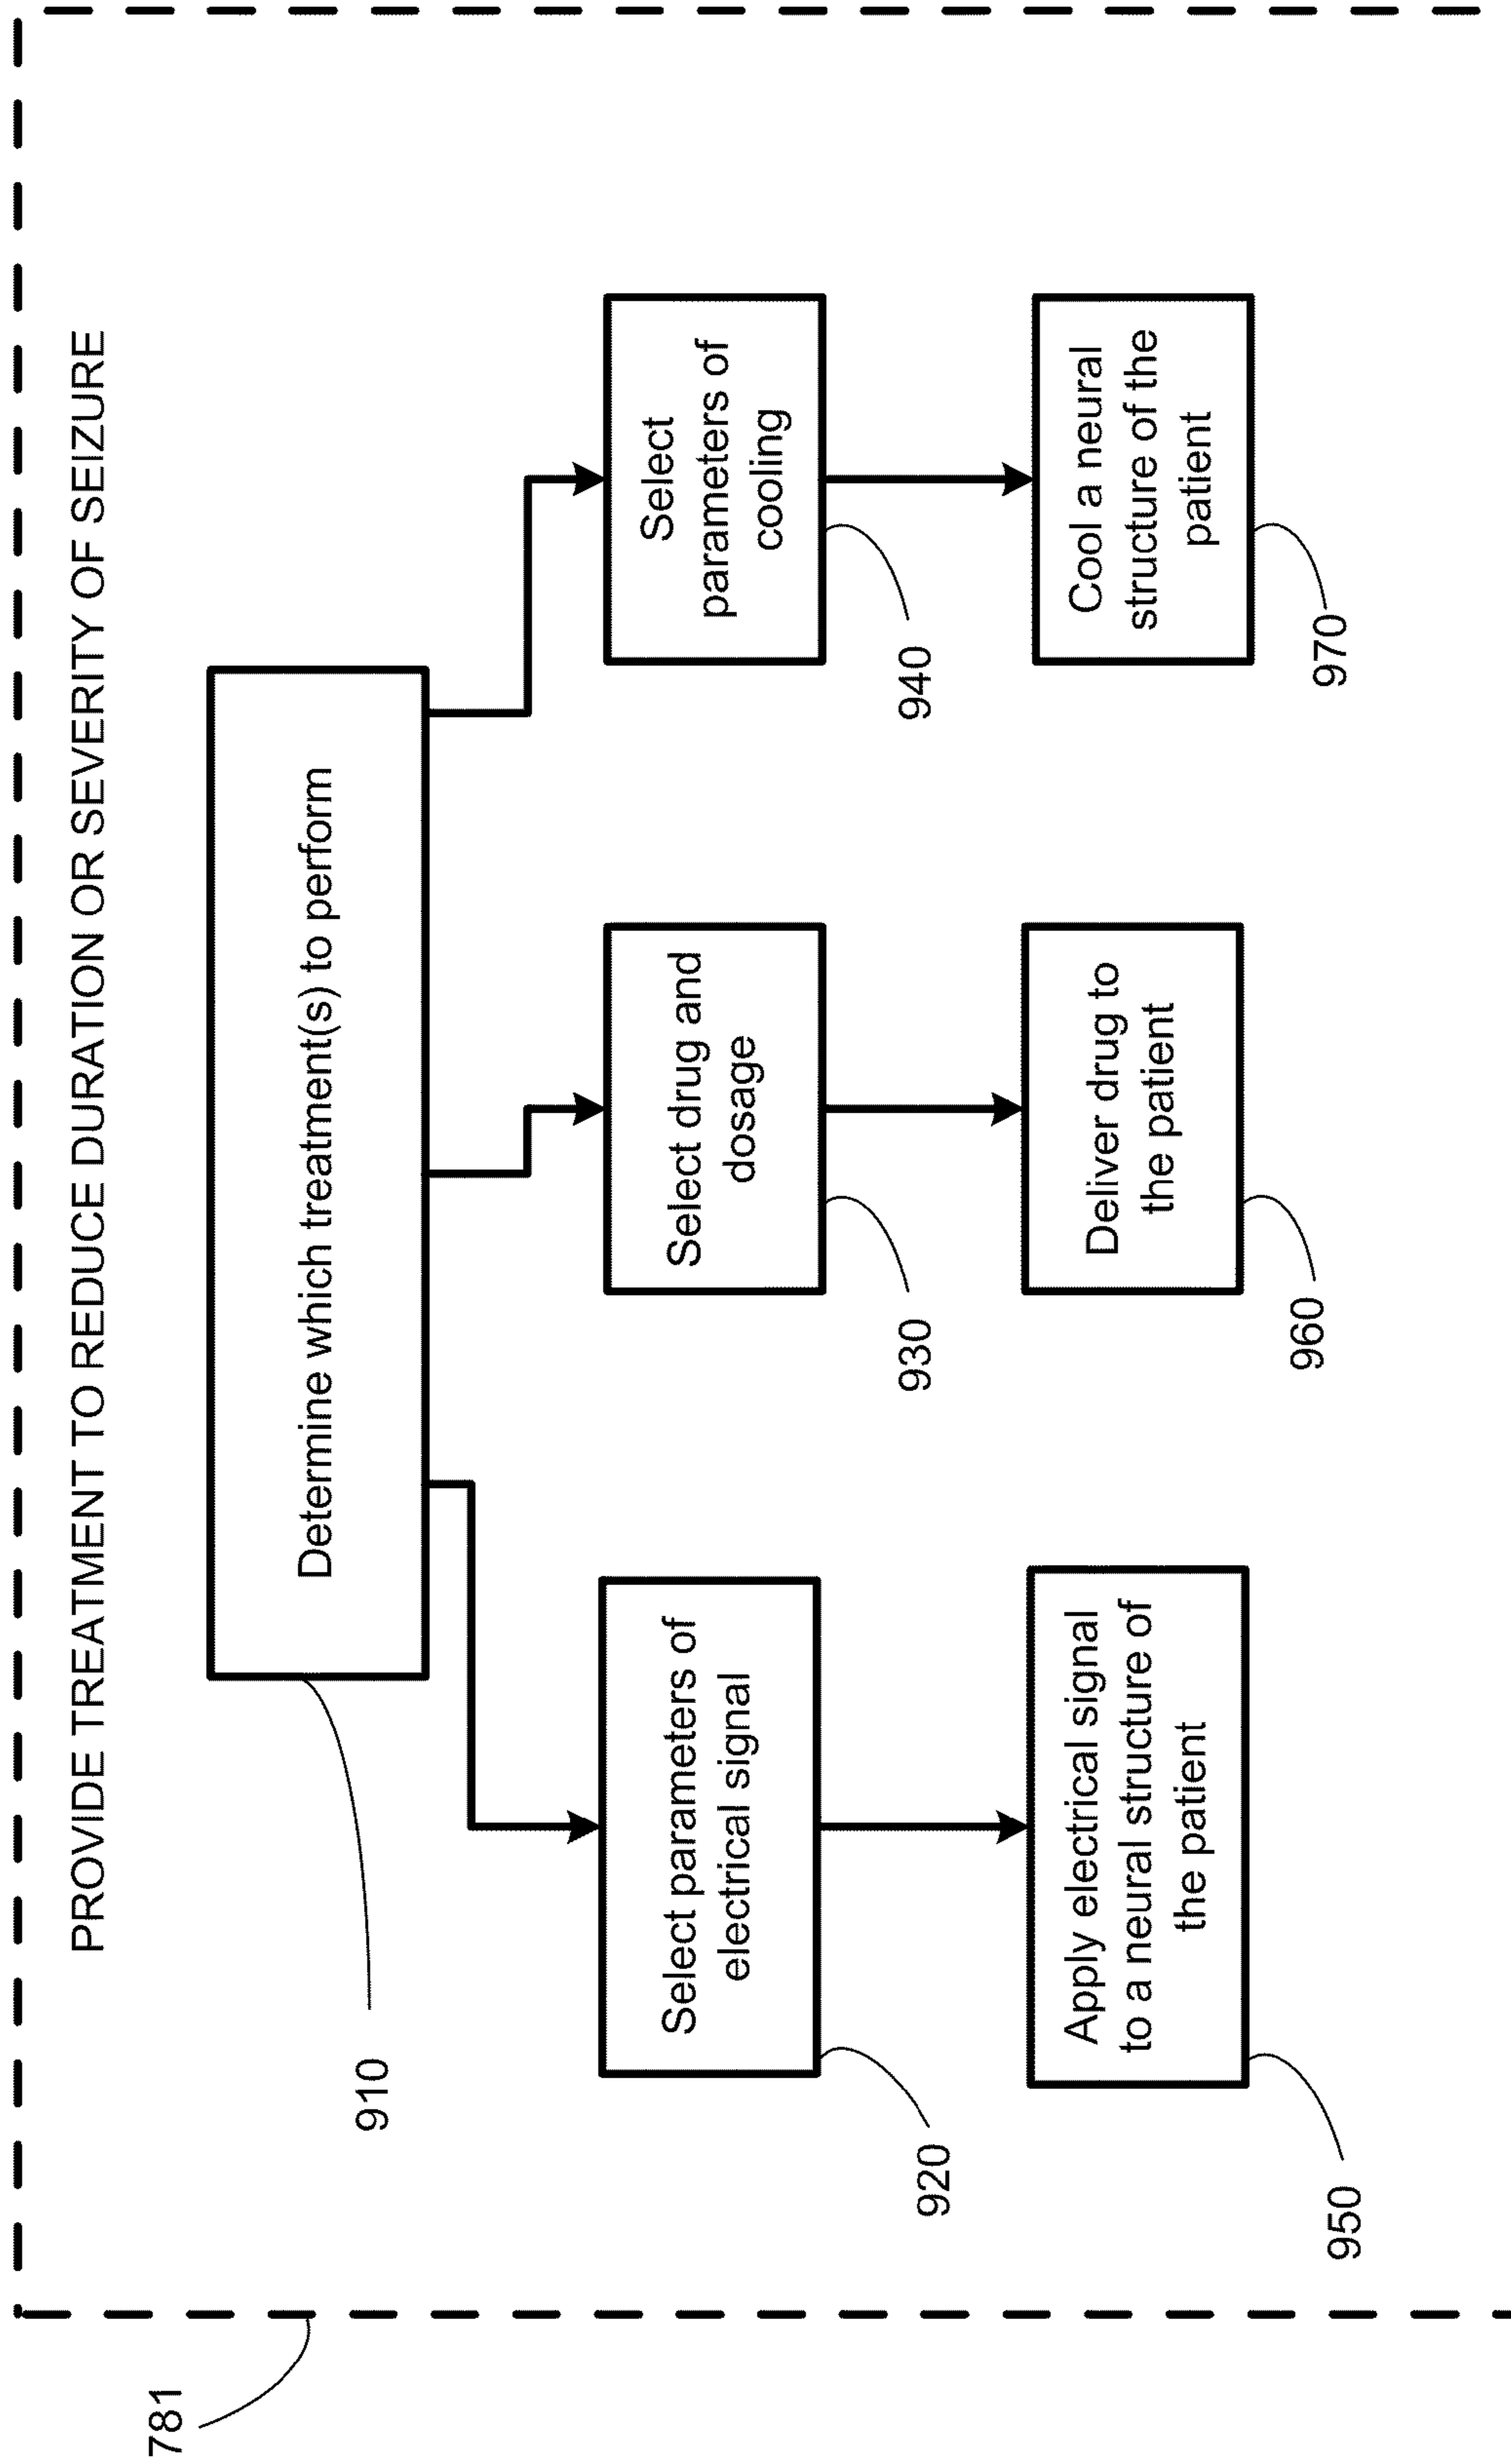 781
PROVIDE TREATMENT TO REDUCE DURATION OR SEVERITY OF SEIZURE
910
Determine which treatment(s) to perform
Select parameters of
electrical signal
920
Select drug and
dosage
930
Select
parameters of
cooling
940
Apply electrical signal
to a neural structure of
the patient
950
Deliver drug to
the patient
960
Cool a neural
structure of the
patient
970